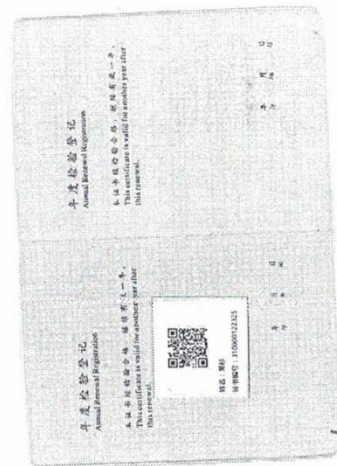 年度检验登记
Annual Renewal Registration
本证书经检验合格，继续有效一年。
This certificate is valid for another year after
this renewal.
年 月 日
年度检验登记
Annual Renewal Registration
本证书经检验合格，继续有效一年。
This certificate is valid for another year after
this renewal.
证书编号：310000122325
年 月 日